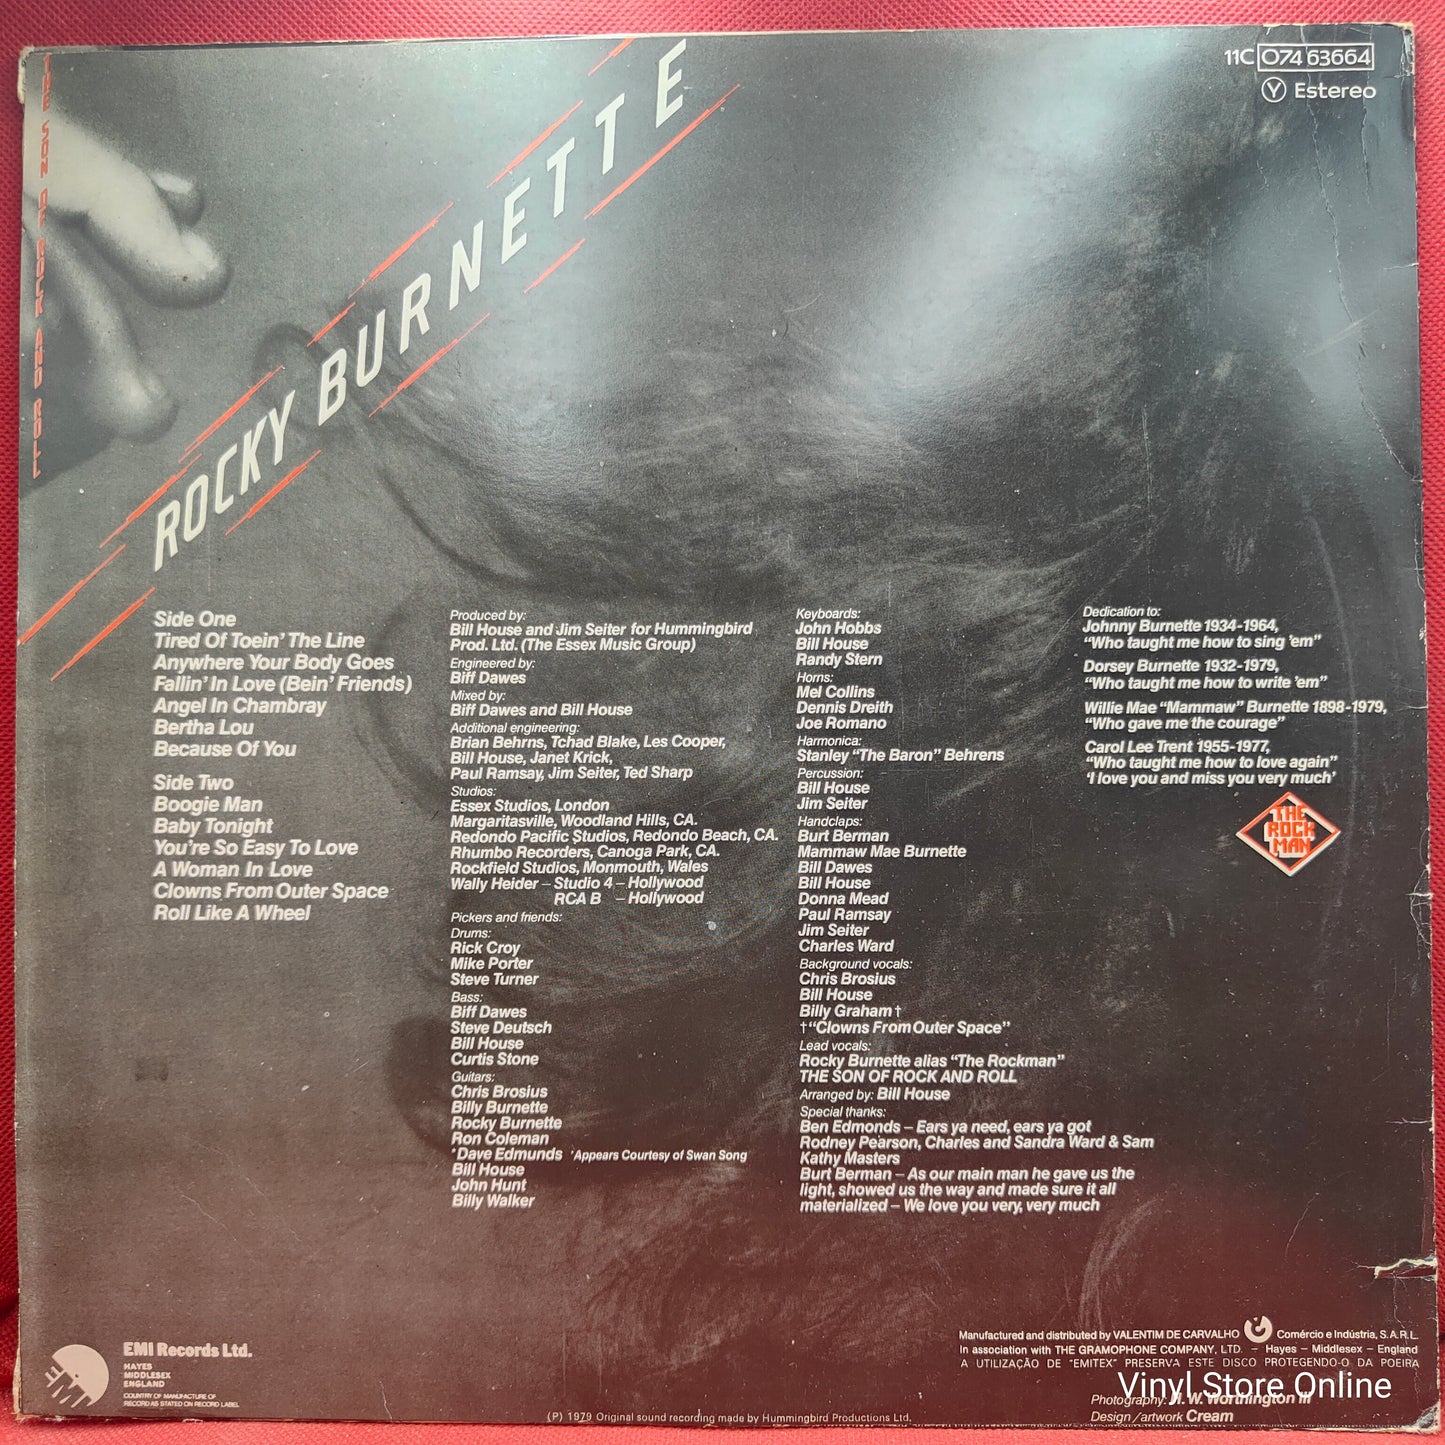 THE SON OF ROCK AND ROLL
ROCKY BURNETTE
11C 074 63664
Y Estereo
Side One
Tired Of Toein' The Line
Anywhere Your Body Goes
Fallin' In Love (Bein' Friends)
Angel In Chambray
Bertha Lou
Because Of You
Side Two
Boogie Man
Baby Tonight
You're So Easy To Love
A Woman In Love
Clowns From Outer Space
Roll Like A Wheel
Produced by:
Bill House and Jim Seiter for Hummingbird
Prod. Ltd. (The Essex Music Group)
Engineered by:
Biff Dawes
Mixed by:
Biff Dawes and Bill House
Additional engineering:
Brian Behrns, Tchad Blake, Les Cooper,
Bill House, Janet Krick,
Paul Ramsay, Jim Seiter, Ted Sharp
Studios:
Essex Studios, London
Margaritasville, Woodland Hills, CA.
Redondo Pacific Studios, Redondo Beach, CA.
Rhumbo Recorders, Canoga Park, CA.
Rockfield Studios, Monmouth, Wales
Wally Heider – Studio 4 – Hollywood
RCA B – Hollywood
Pickers and friends:
Drums:
Rick Croy
Mike Porter
Steve Turner
Bass:
Biff Dawes
Steve Deutsch
Bill House
Curtis Stone
Guitars:
Chris Brosius
Billy Burnette
Rocky Burnette
Ron Coleman
*Dave Edmunds *Appears Courtesy of Swan Song
Bill House
John Hunt
Billy Walker
Keyboards:
John Hobbs
Bill House
Randy Stern
Horns:
Mel Collins
Dennis Dreith
Joe Romano
Harmonica:
Stanley "The Baron" Behrens
Percussion:
Bill House
Jim Seiter
Handclaps:
Burt Berman
Mammaw Mae Burnette
Bill Dawes
Bill House
Donna Mead
Paul Ramsay
Jim Seiter
Charles Ward
Background vocals:
Chris Brosius
Bill House
Billy Graham †
†"Clowns From Outer Space"
Lead vocals:
Rocky Burnette alias "The Rockman"
THE SON OF ROCK AND ROLL
Arranged by: Bill House
Special thanks:
Ben Edmonds – Ears ya need, ears ya got
Rodney Pearson, Charles and Sandra Ward & Sam
Kathy Masters
Burt Berman – As our main man he gave us the
light, showed us the way and made sure it all
materialized – We love you very, very much
Dedication to:
Johnny Burnette 1934-1964,
"Who taught me how to sing 'em"
Dorsey Burnette 1932-1979,
"Who taught me how to write 'em"
Willie Mae "Mammaw" Burnette 1898-1979,
"Who gave me the courage"
Carol Lee Trent 1955-1977,
"Who taught me how to love again"
'I love you and miss you very much'
THE
ROCK
MAN
EMI
EMI Records Ltd.
HAYES
MIDDLESEX
ENGLAND
COUNTRY OF MANUFACTURE OF
RECORD AS STATED ON RECORD LABEL
(P) 1979 Original sound recording made by Hummingbird Productions Ltd.
Manufactured and distributed by VALENTIM DE CARVALHO Comércio e Indústria, S.A.R.L.
In association with THE GRAMOPHONE COMPANY, LTD. – Hayes – Middlesex – England
A UTILIZAÇÃO DE "EMITEX" PRESERVA ESTE DISCO PROTEGENDO-O DA POEIRA
Vinyl Store Online
Photography: H. W. Worthington III
Design/artwork Cream